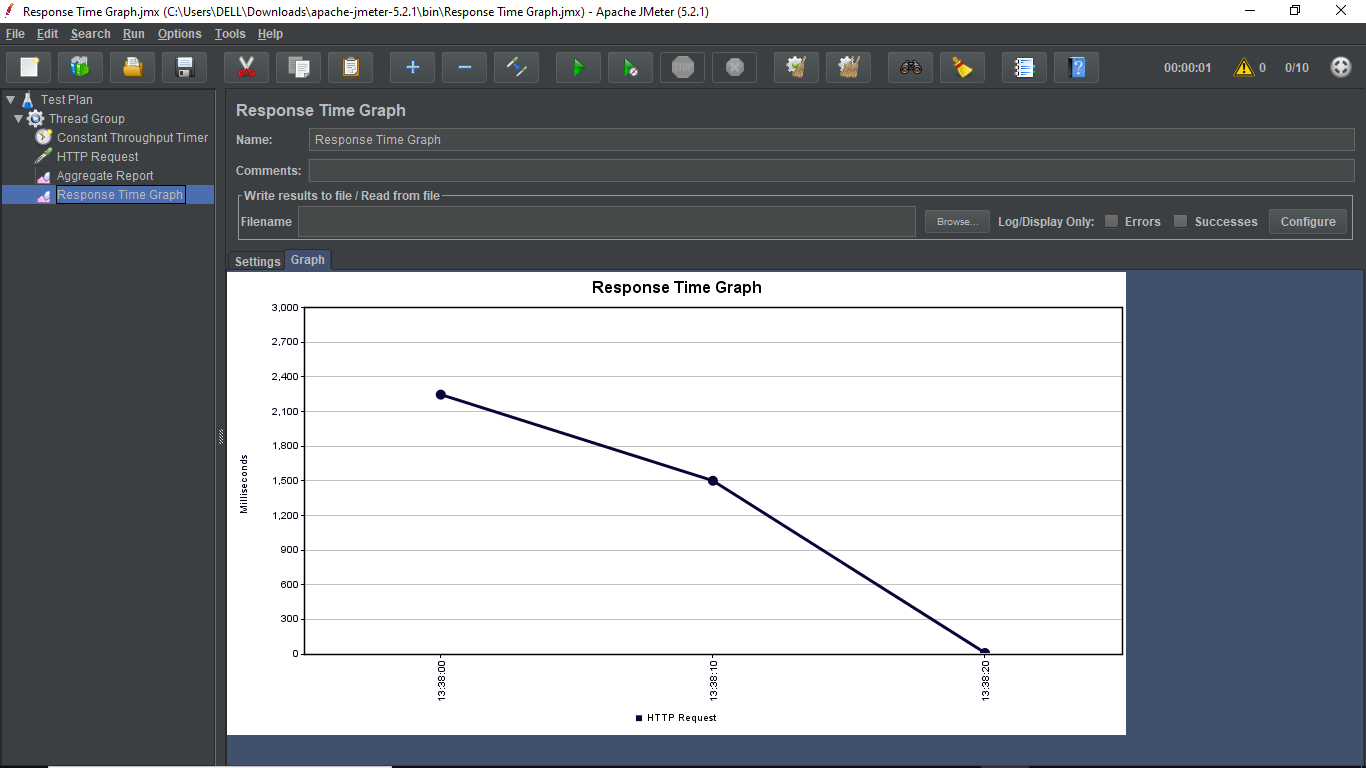 Response Time Graph.jmx (C:\Users\DELL\Downloads\apache-jmeter-5.2.1\bin\Response Time Graph.jmx) - Apache JMeter (5.2.1)
File Edit Search Run Options Tools Help
STOP 00:00:01 0 0/10
Test Plan
Thread Group
Constant Throughput Timer
HTTP Request
Aggregate Report
Response Time Graph
Response Time Graph
Name: Response Time Graph
Comments:
Write results to file / Read from file
Filename Browse... Log/Display Only: Errors Successes Configure
Settings Graph
Response Time Graph
3,000
2,700
2,400
2,100
1,800
1,500
1,200
900
600
300
0
Milliseconds
13:38:00 13:38:10 13:38:20
HTTP Request